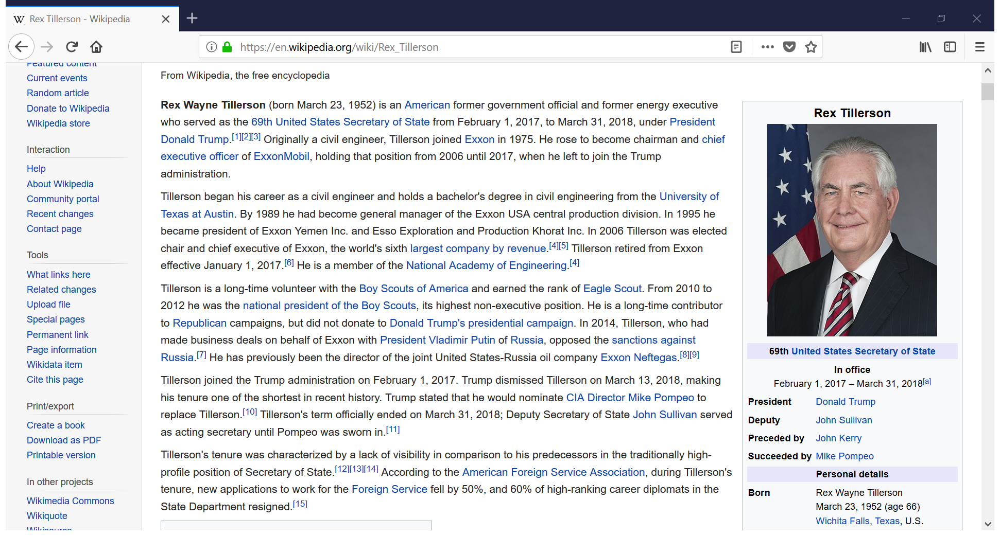 Rex Tillerson - Wikipedia
https://en.wikipedia.org/wiki/Rex_Tillerson
Featured content
Current events
Random article
Donate to Wikipedia
Wikipedia store
Interaction
Help
About Wikipedia
Community portal
Recent changes
Contact page
Tools
What links here
Related changes
Upload file
Special pages
Permanent link
Page information
Wikidata item
Cite this page
Print/export
Create a book
Download as PDF
Printable version
In other projects
Wikimedia Commons
Wikiquote
Wikisource
From Wikipedia, the free encyclopedia
Rex Wayne Tillerson (born March 23, 1952) is an American former government official and former energy executive
who served as the 69th United States Secretary of State from February 1, 2017, to March 31, 2018, under President
Donald Trump.[1][2][3] Originally a civil engineer, Tillerson joined Exxon in 1975. He rose to become chairman and chief
executive officer of ExxonMobil, holding that position from 2006 until 2017, when he left to join the Trump
administration.
Tillerson began his career as a civil engineer and holds a bachelor's degree in civil engineering from the University of
Texas at Austin. By 1989 he had become general manager of the Exxon USA central production division. In 1995 he
became president of Exxon Yemen Inc. and Esso Exploration and Production Khorat Inc. In 2006 Tillerson was elected
chair and chief executive of Exxon, the world's sixth largest company by revenue.[4][5] Tillerson retired from Exxon
effective January 1, 2017.[6] He is a member of the National Academy of Engineering.[4]
Tillerson is a long-time volunteer with the Boy Scouts of America and earned the rank of Eagle Scout. From 2010 to
2012 he was the national president of the Boy Scouts, its highest non-executive position. He is a long-time contributor
to Republican campaigns, but did not donate to Donald Trump's presidential campaign. In 2014, Tillerson, who had
made business deals on behalf of Exxon with President Vladimir Putin of Russia, opposed the sanctions against
Russia.[7] He has previously been the director of the joint United States-Russia oil company Exxon Neftegas.[8][9]
Tillerson joined the Trump administration on February 1, 2017. Trump dismissed Tillerson on March 13, 2018, making
his tenure one of the shortest in recent history. Trump stated that he would nominate CIA Director Mike Pompeo to
replace Tillerson.[10] Tillerson's term officially ended on March 31, 2018; Deputy Secretary of State John Sullivan served
as acting secretary until Pompeo was sworn in.[11]
Tillerson's tenure was characterized by a lack of visibility in comparison to his predecessors in the traditionally high-
profile position of Secretary of State.[12][13][14] According to the American Foreign Service Association, during Tillerson's
tenure, new applications to work for the Foreign Service fell by 50%, and 60% of high-ranking career diplomats in the
State Department resigned.[15]
Rex Tillerson
69th United States Secretary of State
In office
February 1, 2017 – March 31, 2018[a]
President Donald Trump
Deputy John Sullivan
Preceded by John Kerry
Succeeded by Mike Pompeo
Personal details
Born Rex Wayne Tillerson
March 23, 1952 (age 66)
Wichita Falls, Texas, U.S.